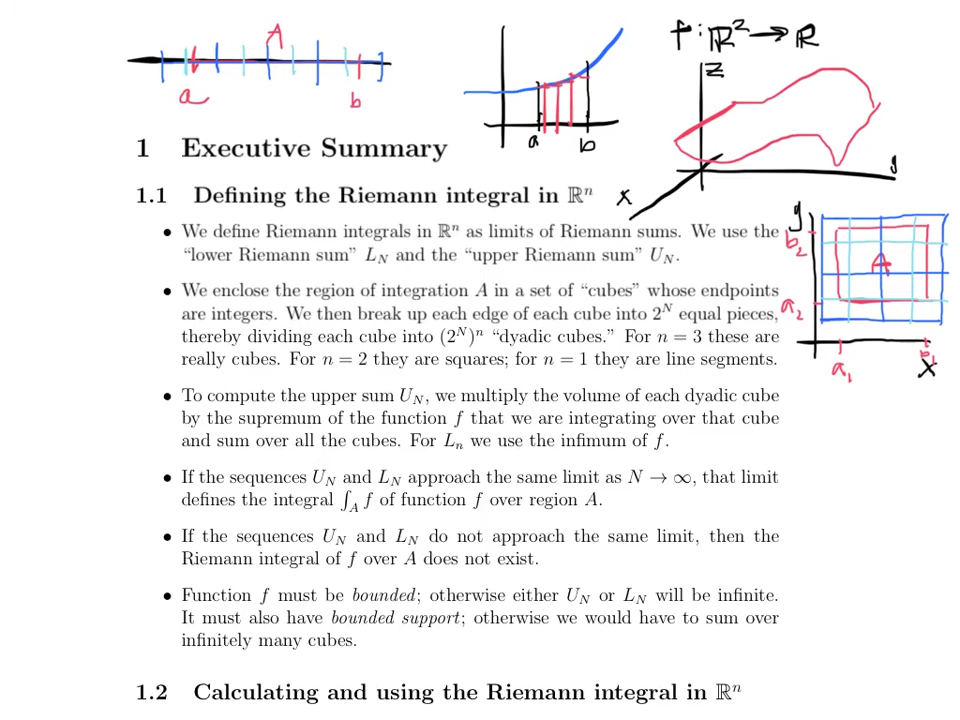 A
a
b
a
b
f : ℝ² → ℝ
z
y
x
1 Executive Summary
1.1 Defining the Riemann integral in ℝⁿ
• We define Riemann integrals in ℝⁿ as limits of Riemann sums. We use the
“lower Riemann sum” L_N and the “upper Riemann sum” U_N.
• We enclose the region of integration A in a set of “cubes” whose endpoints
are integers. We then break up each edge of each cube into 2^N equal pieces,
thereby dividing each cube into (2^N)^n “dyadic cubes.” For n = 3 these are
really cubes. For n = 2 they are squares; for n = 1 they are line segments.
y
b₂
A
a₂
a₁
b₁
x
• To compute the upper sum U_N, we multiply the volume of each dyadic cube
by the supremum of the function f that we are integrating over that cube
and sum over all the cubes. For L_n we use the infimum of f.
• If the sequences U_N and L_N approach the same limit as N → ∞, that limit
defines the integral ∫_A f of function f over region A.
• If the sequences U_N and L_N do not approach the same limit, then the
Riemann integral of f over A does not exist.
• Function f must be bounded; otherwise either U_N or L_N will be infinite.
It must also have bounded support; otherwise we would have to sum over
infinitely many cubes.
1.2 Calculating and using the Riemann integral in ℝⁿ